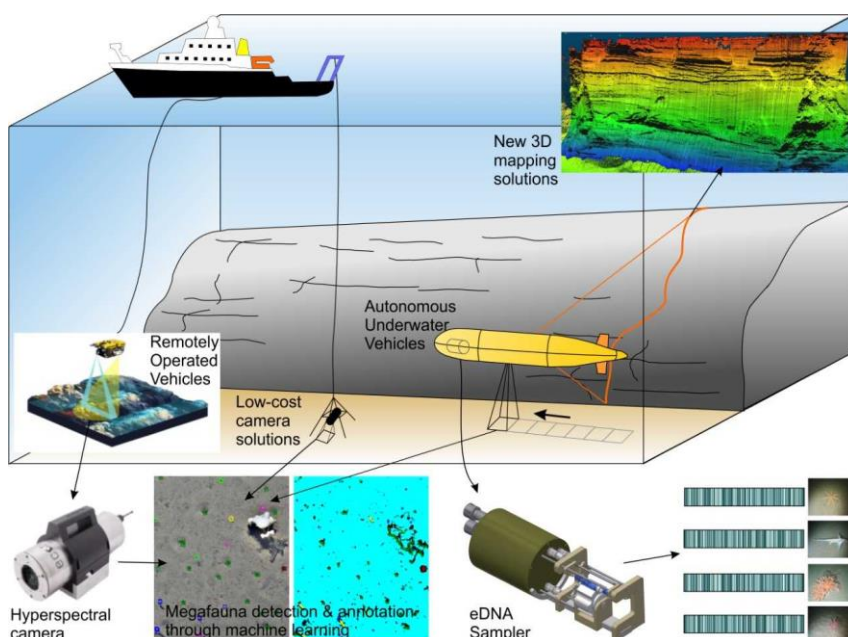 New 3D
mapping
solutions
Autonomous
Underwater
Vehicles
Remotely
Operated
Vehicles
Low-cost
camera
solutions
Hyperspectral
camera
Megafauna detection & annotation
through machine learning
eDNA
Sampler